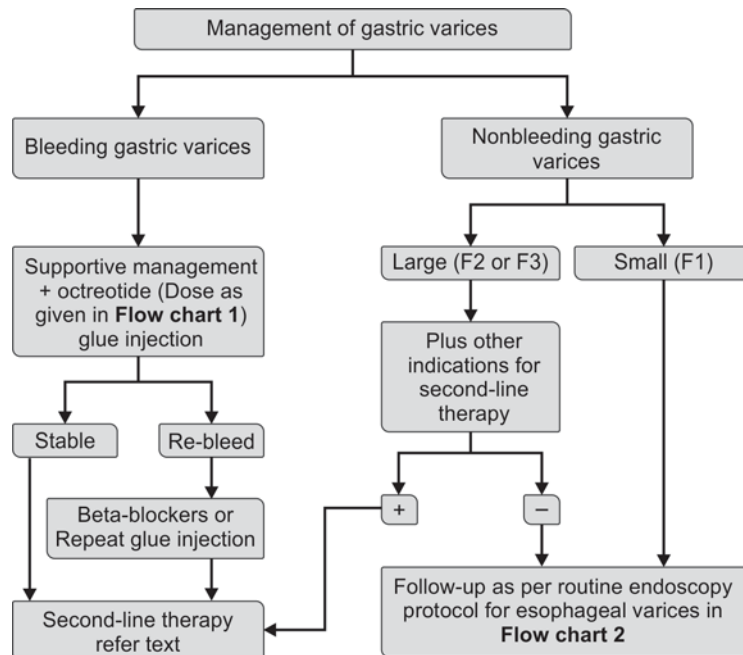 Management of gastric varices
Bleeding gastric varices
Nonbleeding gastric
varices
Supportive management
+ octreotide (Dose as
given in Flow chart 1)
glue injection
Large (F2 or F3)
Small (F1)
Plus other
indications for
second-line
therapy
Stable
Re-bleed
+
–
Beta-blockers or
Repeat glue injection
Second-line therapy
refer text
Follow-up as per routine endoscopy
protocol for esophageal varices in
Flow chart 2